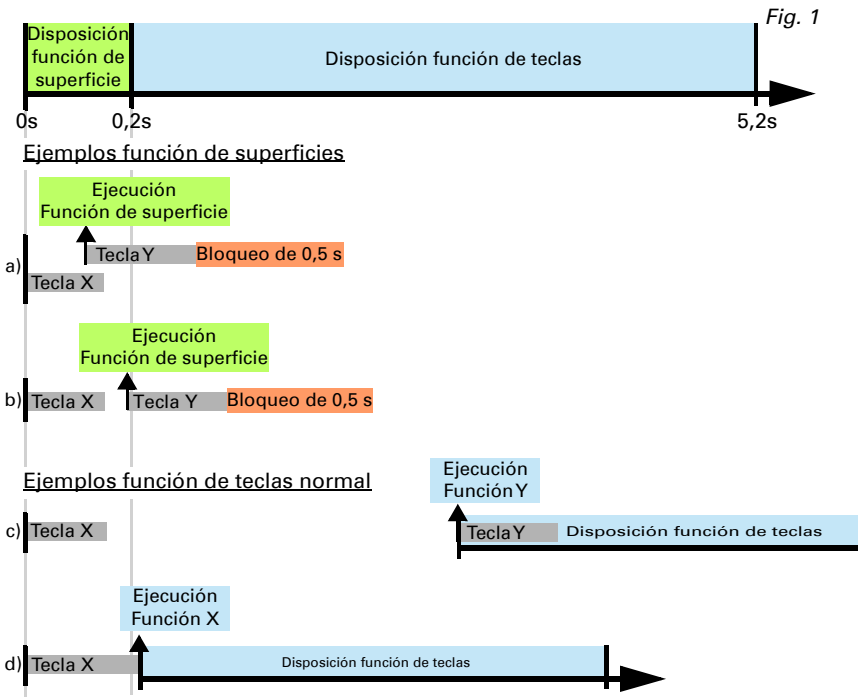 Fig. 1
Disposición
función de
superficie
Disposición función de teclas
0s
0,2s
5,2s
Ejemplos función de superficies
Ejecución
Función de superficie
a)
Tecla Y
Bloqueo de 0,5 s
Tecla X
Ejecución
Función de superficie
b)
Tecla X
Tecla Y
Bloqueo de 0,5 s
Ejemplos función de teclas normal
Ejecución
Función Y
c)
Tecla X
Tecla Y
Disposición función de teclas
Ejecución
Función X
d)
Tecla X
Disposición función de teclas